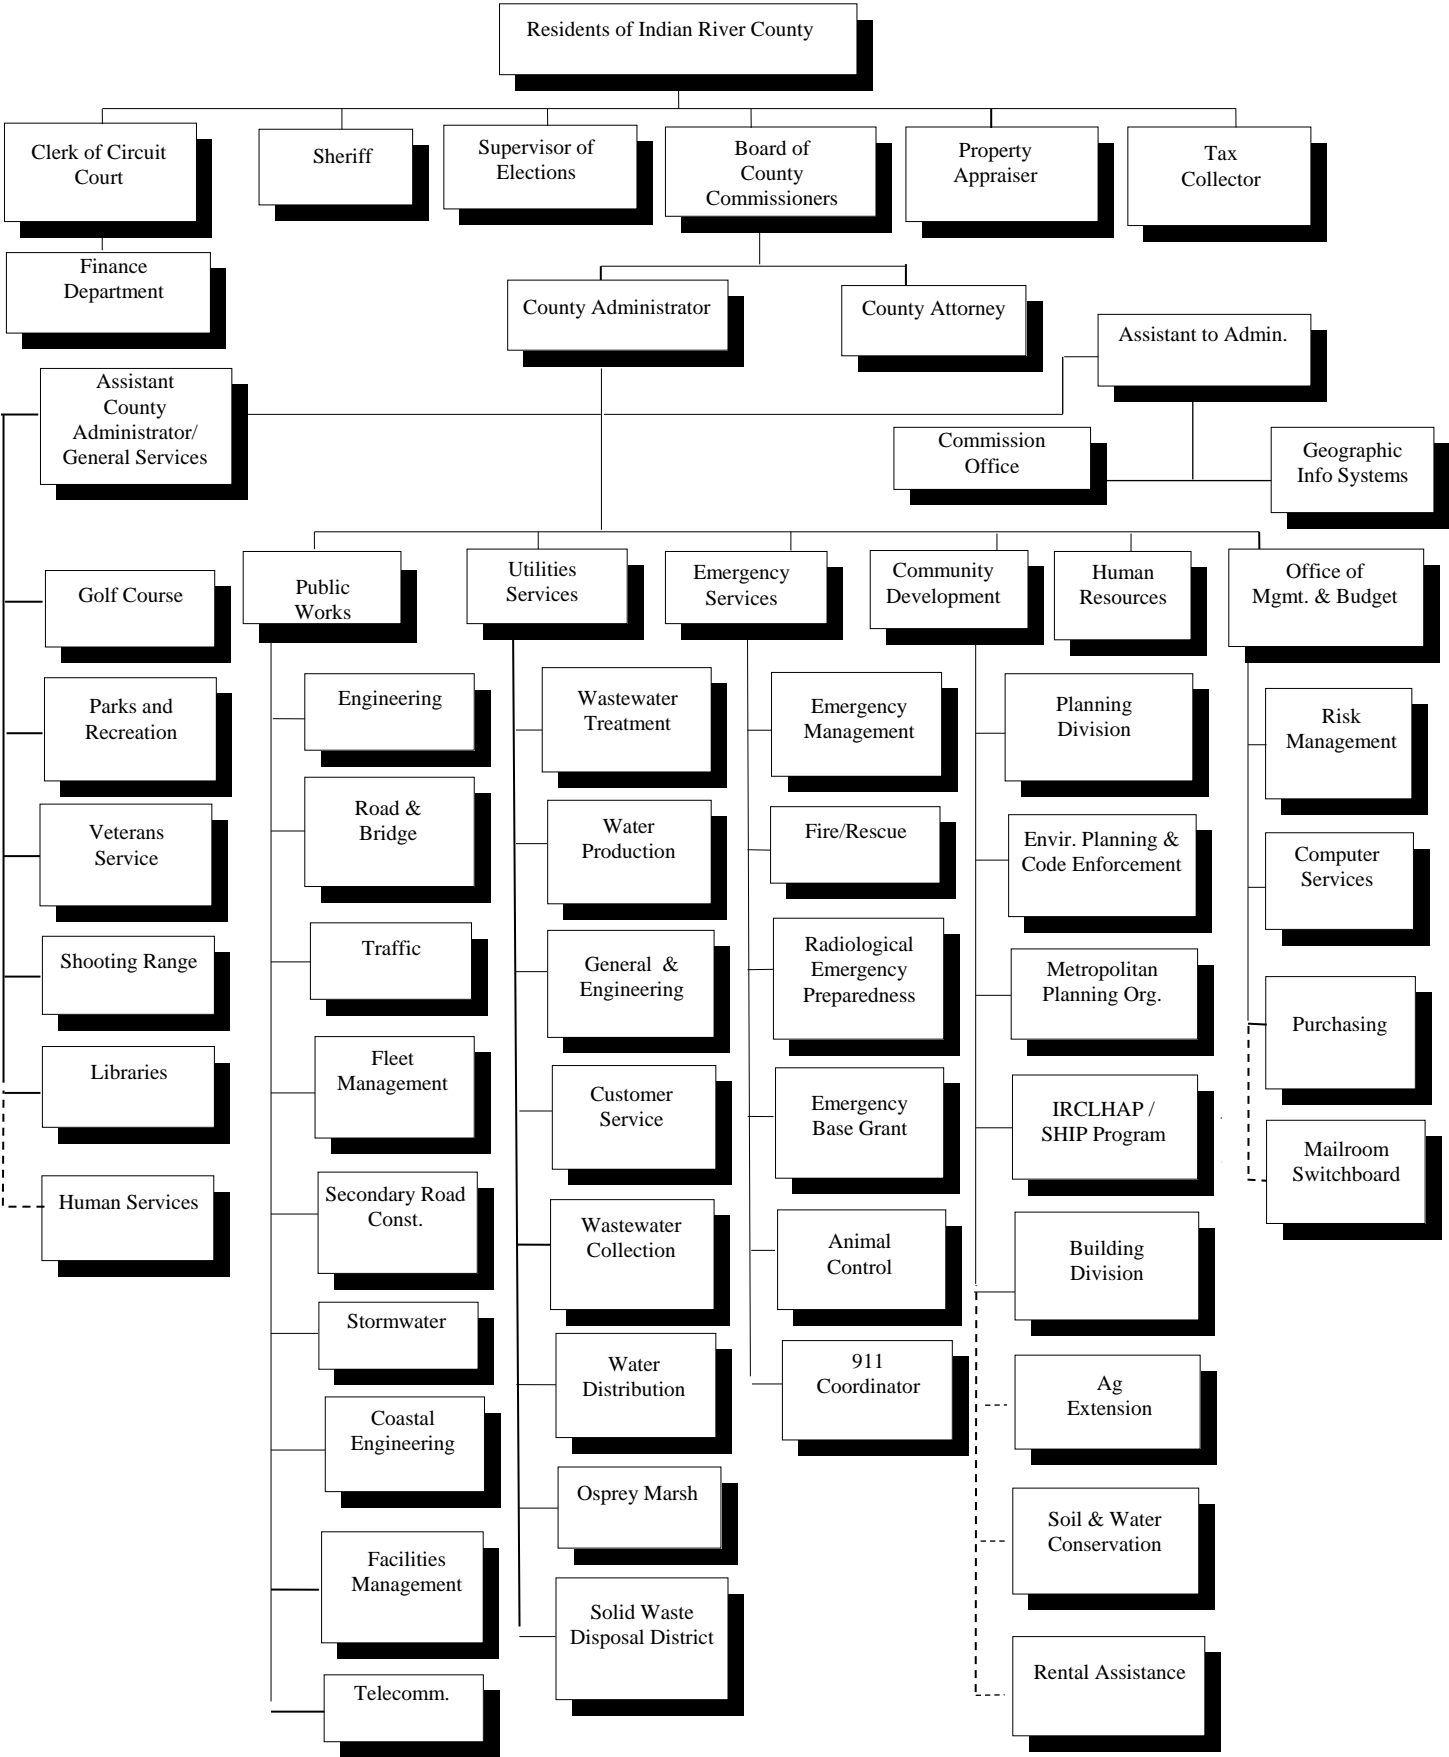 Residents of Indian River County
Clerk of Circuit
Court
Sheriff
Supervisor of
Elections
Board of
County
Commissioners
Property
Appraiser
Tax
Collector
Finance
Department
County Administrator
County Attorney
Assistant to Admin.
Assistant
County
Administrator/
General Services
Commission
Office
Geographic
Info Systems
Golf Course
Parks and
Recreation
Veterans
Service
Shooting Range
Libraries
Human Services
Public
Works
Engineering
Road &
Bridge
Traffic
Fleet
Management
Secondary Road
Const.
Stormwater
Coastal
Engineering
Facilities
Management
Telecomm.
Utilities
Services
Wastewater
Treatment
Water
Production
General &
Engineering
Customer
Service
Wastewater
Collection
Water
Distribution
Osprey Marsh
Solid Waste
Disposal District
Emergency
Services
Emergency
Management
Fire/Rescue
Radiological
Emergency
Preparedness
Emergency
Base Grant
Animal
Control
911
Coordinator
Community
Development
Planning
Division
Envir. Planning &
Code Enforcement
Metropolitan
Planning Org.
IRCLHAP /
SHIP Program
Building
Division
Ag
Extension
Soil & Water
Conservation
Rental Assistance
Human
Resources
Office of
Mgmt. & Budget
Risk
Management
Computer
Services
Purchasing
Mailroom
Switchboard